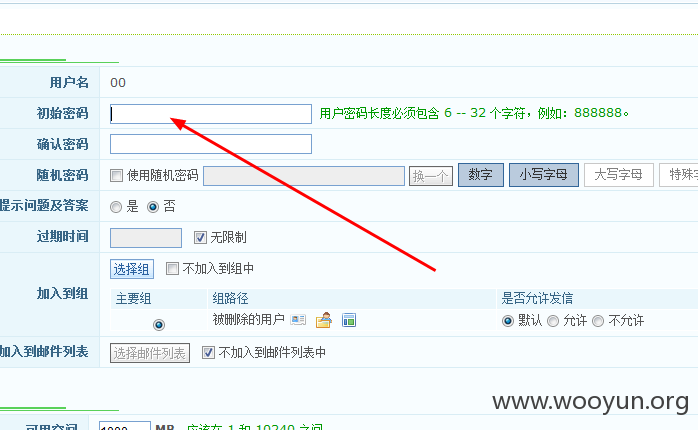 用户名 00
初始密码 用户密码长度必须包含 6 -- 32 个字符，例如：888888。
确认密码
随机密码 使用随机密码 换一个 数字 小写字母 大写字母 特殊
提示问题及答案 是 否
过期时间 无限制
选择组 不加入到组中
加入到组 主要组 组路径 是否允许发信
被删除的用户 默认 允许 不允许
加入到邮件列表 选择邮件列表 不加入到邮件列表中
www.wooyun.org
可用空间 1000 MB 应该在 1 和 10240 之间